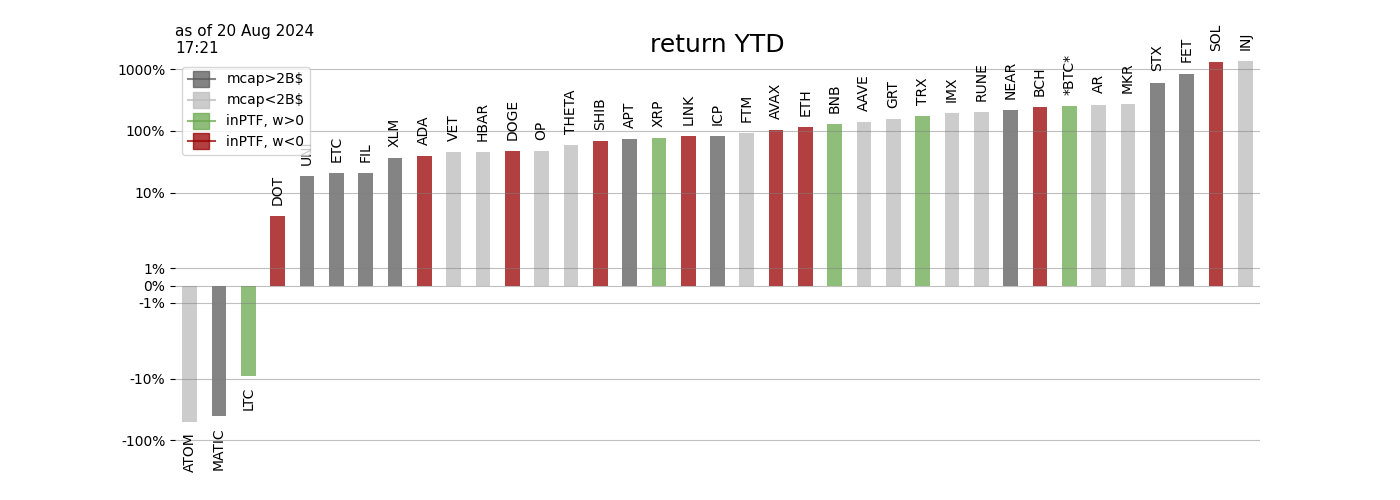 as of 20 Aug 2024
17:21
return YTD
mcap>2B$
mcap<2B$
inPTF, w>0
inPTF, w<0
1000%
100%
10%
1%
0%
-1%
-10%
-100%
ATOM
MATIC
LTC
DOT
UNI
ETC
FIL
XLM
ADA
VET
HBAR
DOGE
OP
THETA
SHIB
APT
XRP
LINK
ICP
FTM
AVAX
ETH
BNB
AAVE
GRT
TRX
IMX
RUNE
NEAR
BCH
*BTC*
AR
MKR
STX
FET
SOL
INJ